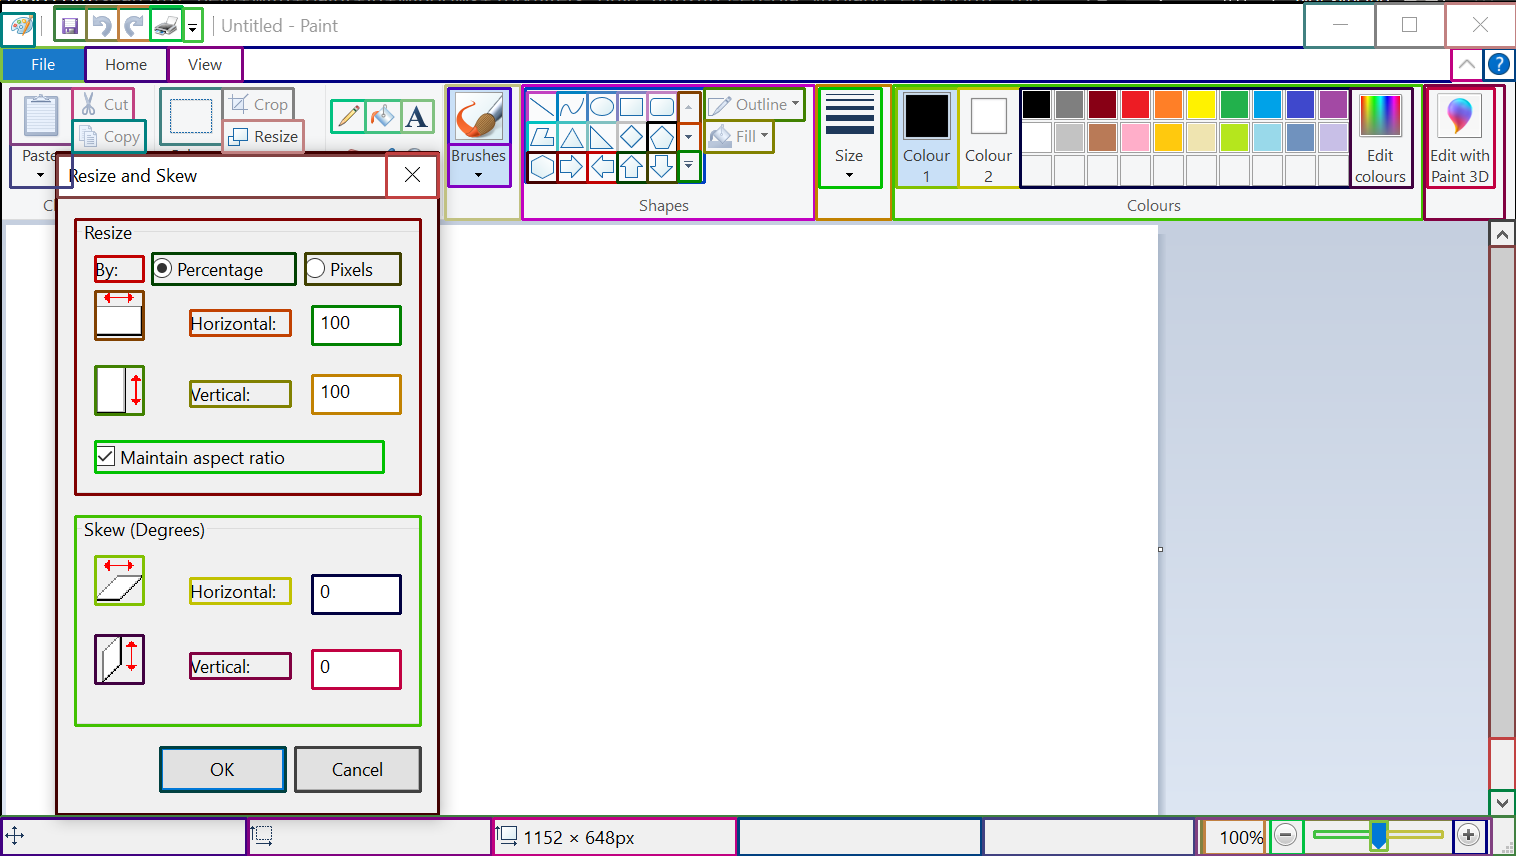 Untitled - Paint
File
Home
View
Cut
Crop
Outline
Copy
Resize
Fill
Paste
Brushes
Size
Colour 1
Colour 2
Edit colours
Edit with Paint 3D
Shapes
Colours
Resize and Skew
Resize
By:
Percentage
Pixels
Horizontal:
100
Vertical:
100
Maintain aspect ratio
Skew (Degrees)
Horizontal:
0
Vertical:
0
OK
Cancel
1152 × 648px
100%